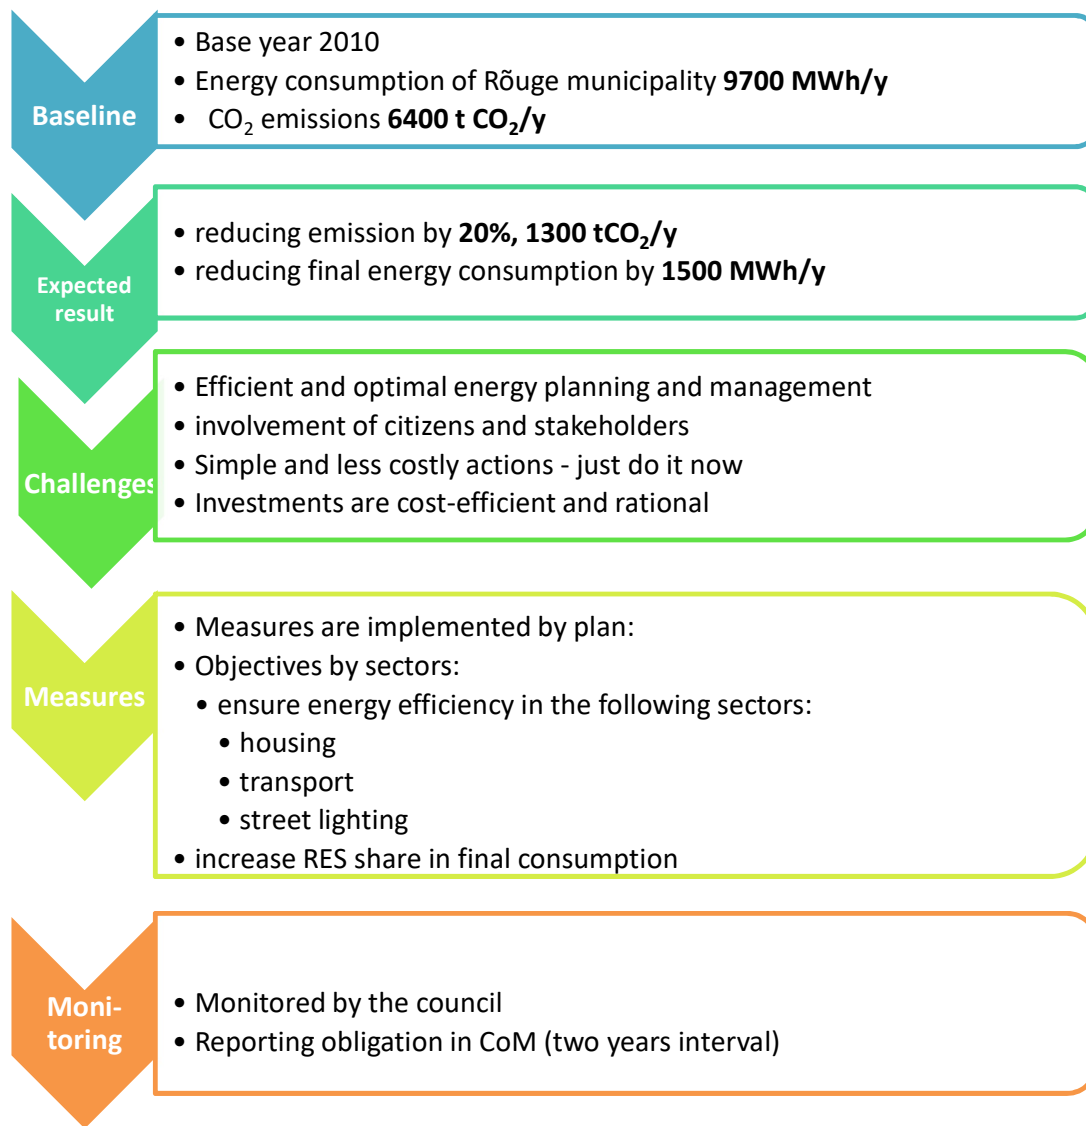 Baseline
• Base year 2010
• Energy consumption of Rõuge municipality 9700 MWh/y
• CO₂ emissions 6400 t CO₂/y
Expected
result
• reducing emission by 20%, 1300 tCO₂/y
• reducing final energy consumption by 1500 MWh/y
Challenges
• Efficient and optimal energy planning and management
• involvement of citizens and stakeholders
• Simple and less costly actions - just do it now
• Investments are cost-efficient and rational
Measures
• Measures are implemented by plan:
• Objectives by sectors:
• ensure energy efficiency in the following sectors:
• housing
• transport
• street lighting
• increase RES share in final consumption
Moni-
toring
• Monitored by the council
• Reporting obligation in CoM (two years interval)